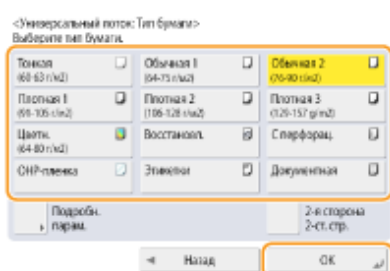 <Универсальный лоток: Тип бумаги>
Выберите тип бумаги.
Тонкая
(60-63 г/м2)
Обычная 1
(64-75 г/м2)
Обычная 2
(76-90 г/м2)
Плотная 1
(91-105 г/м2)
Плотная 2
(106-128 г/м2)
Плотная 3
(129-157 g/m2)
Цветн.
(64-80 г/м2)
Восстановл.
С перфорац.
OHP-пленка
Этикетки
Документная
Подробн.
парам.
2-я сторона
2-ст. стр.
Назад
OK